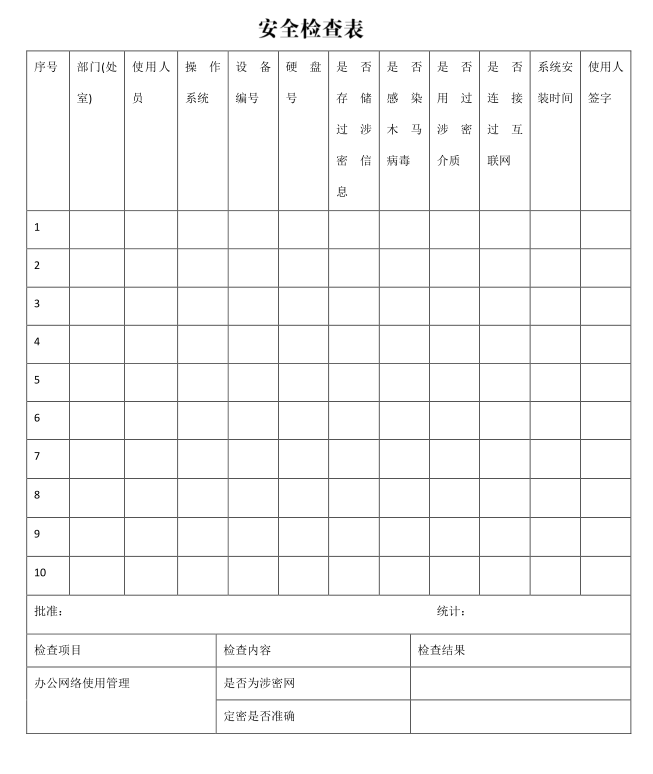 安全检查表
序号 部门(处室) 使用人员 操作系统 设备编号 硬盘号 是否存储过涉密信息 是否感染木马病毒 是否用过涉密介质 是否连接过互联网 系统安装时间 使用人签字
1
2
3
4
5
6
7
8
9
10
批准： 统计：
检查项目 检查内容 检查结果
办公网络使用管理 是否为涉密网
定密是否准确